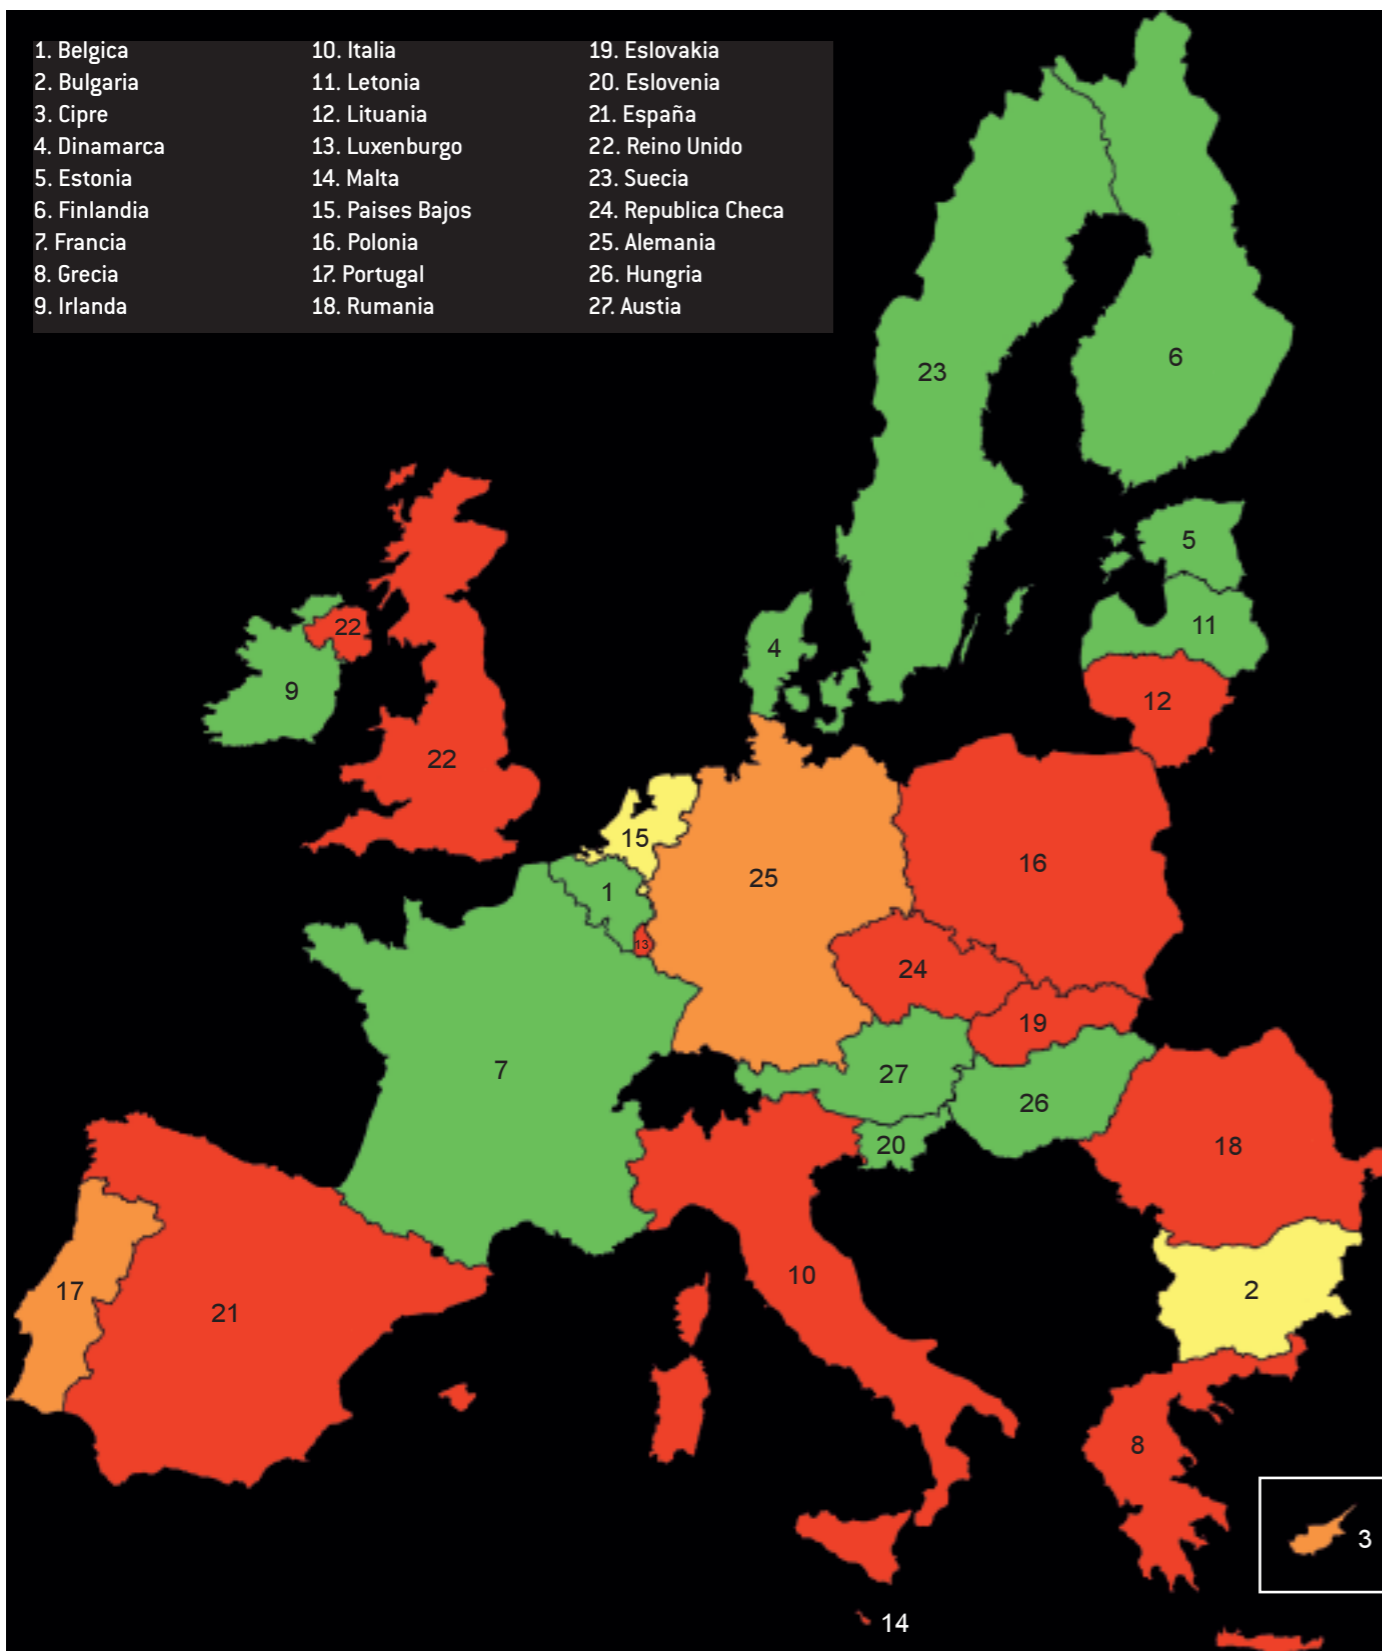 1. Belgica
2. Bulgaria
3. Cipre
4. Dinamarca
5. Estonia
6. Finlandia
7. Francia
8. Grecia
9. Irlanda
10. Italia
11. Letonia
12. Lituania
13. Luxenburgo
14. Malta
15. Paises Bajos
16. Polonia
17. Portugal
18. Rumania
19. Eslovakia
20. Eslovenia
21. España
22. Reino Unido
23. Suecia
24. Republica Checa
25. Alemania
26. Hungria
27. Austia
23
6
5
11
22
4
9
12
22
15
16
25
1
13
24
19
7
27
26
20
18
10
17
2
21
8
3
14